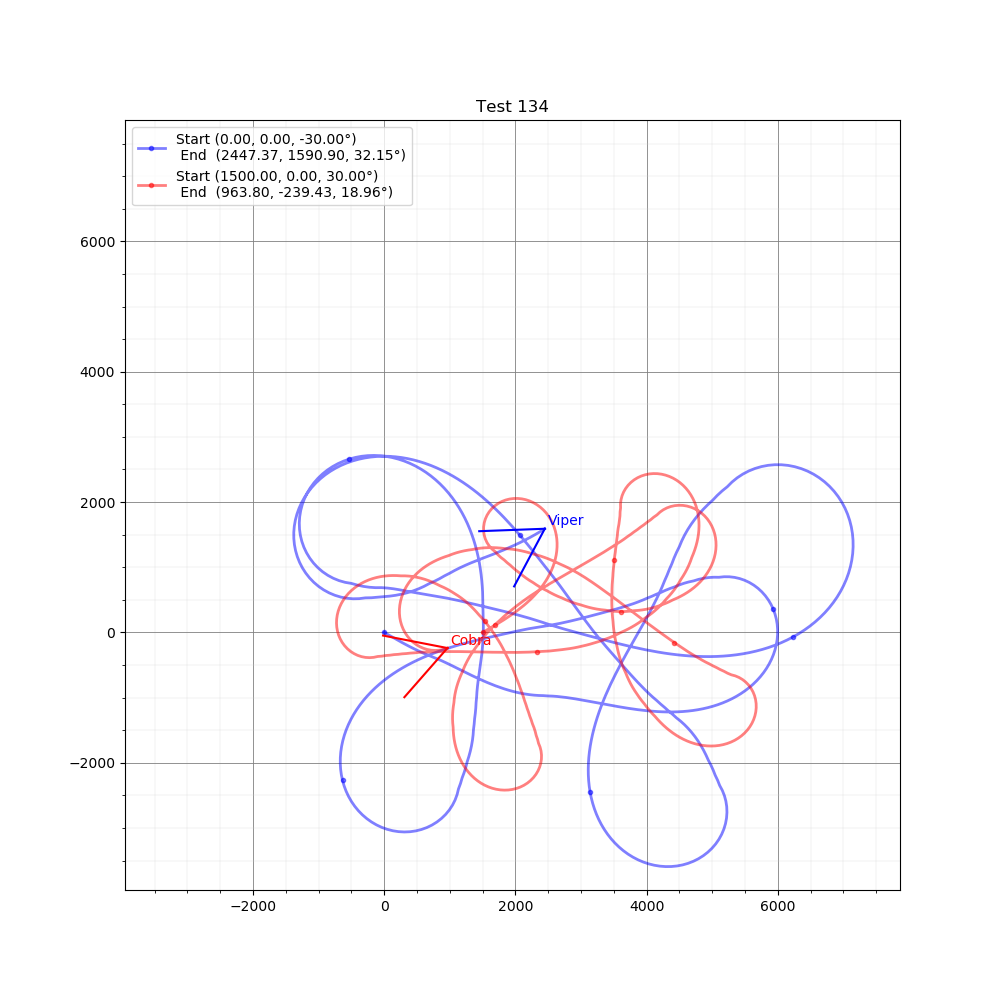 Test 134
Start (0.00, 0.00, -30.00°)
End (2447.37, 1590.90, 32.15°)
Start (1500.00, 0.00, 30.00°)
End (963.80, -239.43, 18.96°)
6000
4000
2000
0
−2000
Viper
Cobra
−2000
0
2000
4000
6000